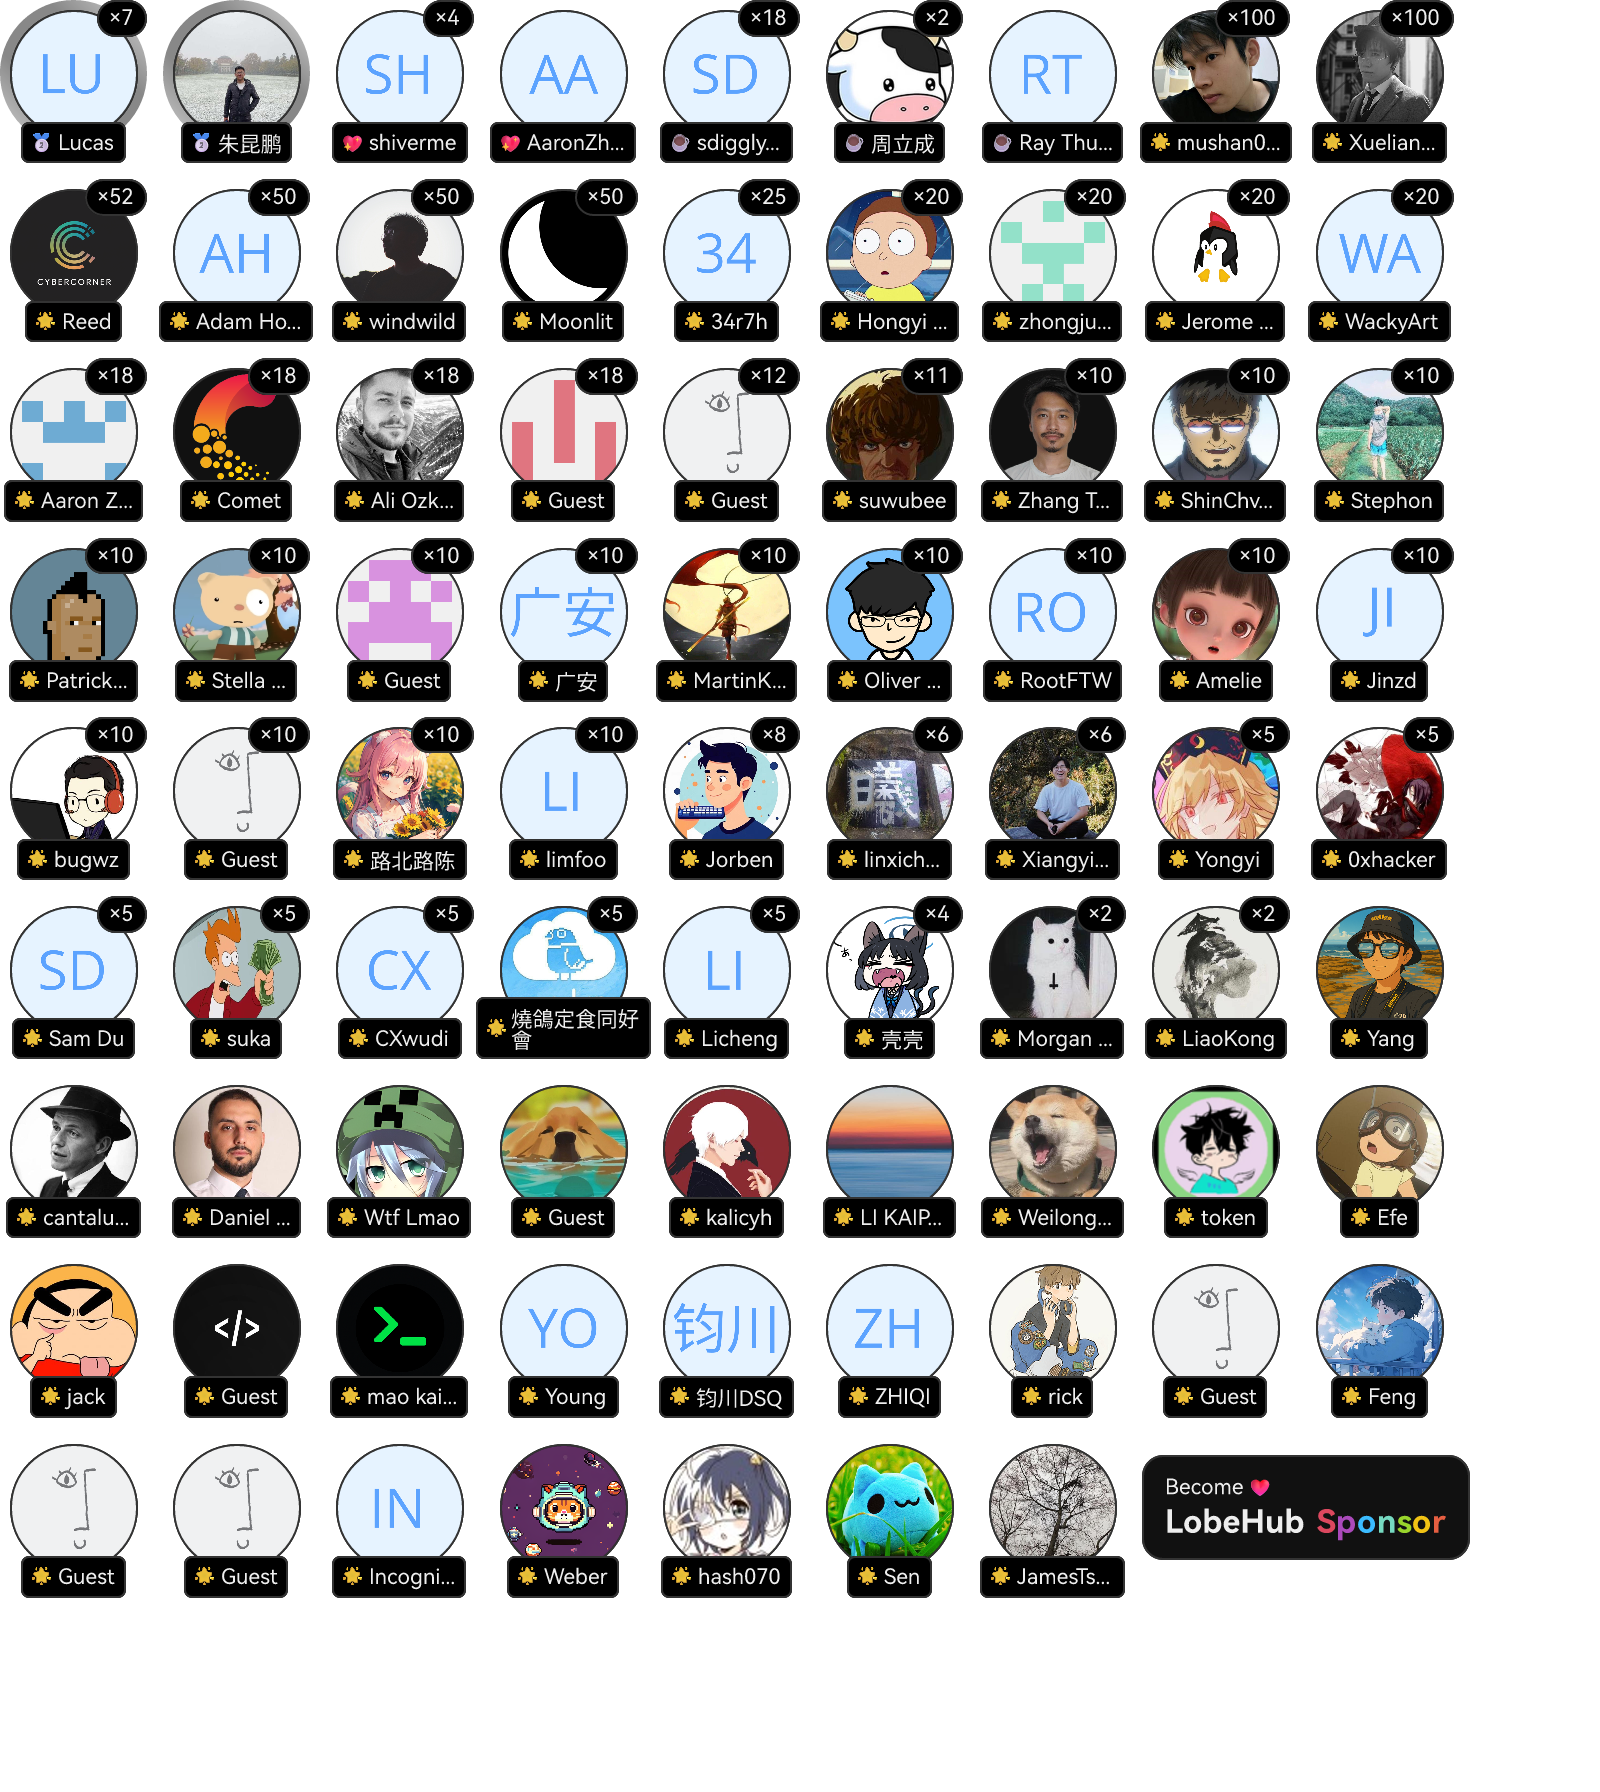 ×7
×4
×18
×2
×100
×100
LU
SH
AA
SD
RT
Lucas
朱昆鹏
shiverme
AaronZh...
sdiggly...
周立成
Ray Thu...
mushan0...
Xuelian...
×52
×50
×50
×50
×25
×20
×20
×20
×20
CYBERCORNER
AH
34
WA
Reed
Adam Ho...
windwild
Moonlit
34r7h
Hongyi ...
zhongju...
Jerome ...
WackyArt
×18
×18
×18
×18
×12
×11
×10
×10
×10
Aaron Z...
Comet
Ali Ozk...
Guest
Guest
suwubee
Zhang T...
ShinChv...
Stephon
×10
×10
×10
×10
×10
×10
×10
×10
×10
广安
RO
JI
Patrick...
Stella ...
Guest
广安
MartinK...
Oliver ...
RootFTW
Amelie
Jinzd
×10
×10
×10
×10
×8
×6
×6
×5
×5
LI
bugwz
Guest
路北路陈
limfoo
Jorben
linxich...
Xiangyi...
Yongyi
0xhacker
×5
×5
×5
×5
×5
×4
×2
×2
SD
CX
LI
Sam Du
suka
CXwudi
燒鴿定食同好
會
Licheng
壳壳
Morgan ...
LiaoKong
Yang
cantalu...
Daniel ...
Wtf Lmao
Guest
kalicyh
LI KAIP...
Weilong...
token
Efe
</>
>_
YO
钧川
ZH
jack
Guest
mao kai...
Young
钧川DSQ
ZHIQI
rick
Guest
Feng
IN
Guest
Guest
Incogni...
Weber
hash070
Sen
JamesTs...
Become
LobeHub Sponsor